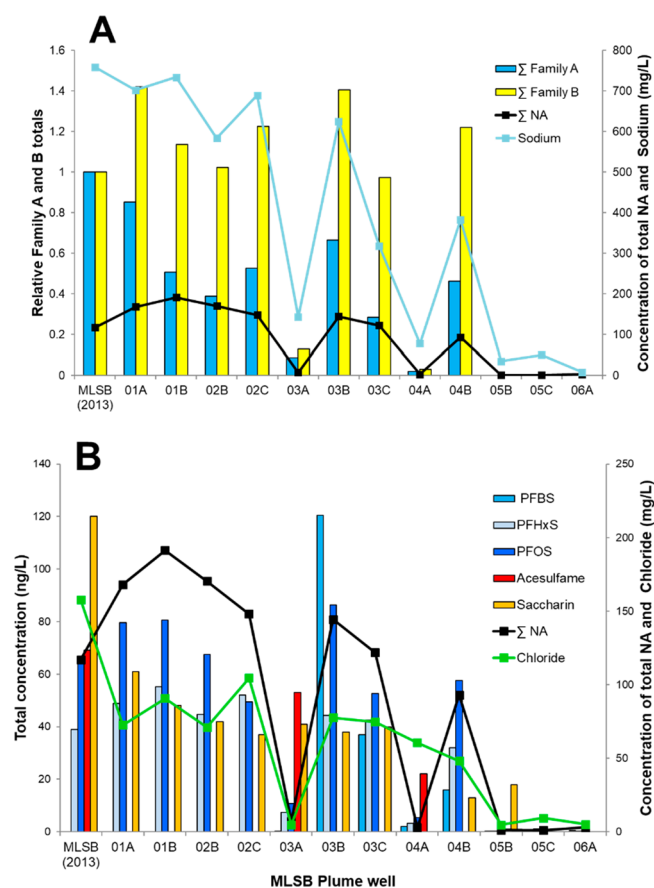 A
Relative Family A and B totals
1.6
1.4
1.2
1
0.8
0.6
0.4
0.2
0
∑ Family A
∑ Family B
∑ NA
Sodium
800
700
600
500
400
300
200
100
0
Concentration of total NA and Sodium (mg/L)
MLSB 01A 01B 02B 02C 03A 03B 03C 04A 04B 05B 05C 06A
(2013)
B
Total concentration (ng/L)
140
120
100
80
60
40
20
0
PFBS
PFHxS
PFOS
Acesulfame
Saccharin
∑ NA
Chloride
250
200
150
100
50
0
Concentration of total NA and Chloride (mg/L)
MLSB 01A 01B 02B 02C 03A 03B 03C 04A 04B 05B 05C 06A
(2013)
MLSB Plume well